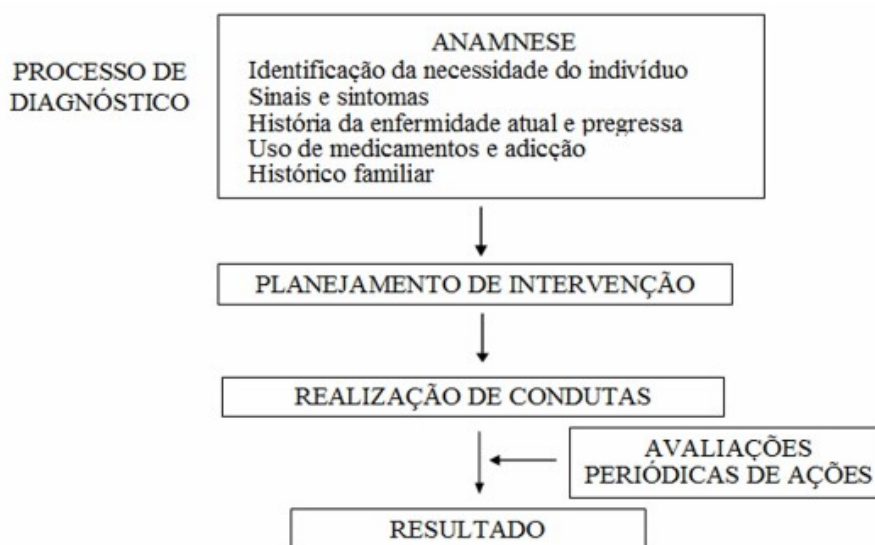 PROCESSO DE
DIAGNÓSTICO
ANAMNESE
Identificação da necessidade do indivíduo
Sinais e sintomas
História da enfermidade atual e pregressa
Uso de medicamentos e adicção
Histórico familiar
PLANEJAMENTO DE INTERVENÇÃO
REALIZAÇÃO DE CONDUTAS
AVALIAÇÕES
PERIÓDICAS DE AÇÕES
RESULTADO